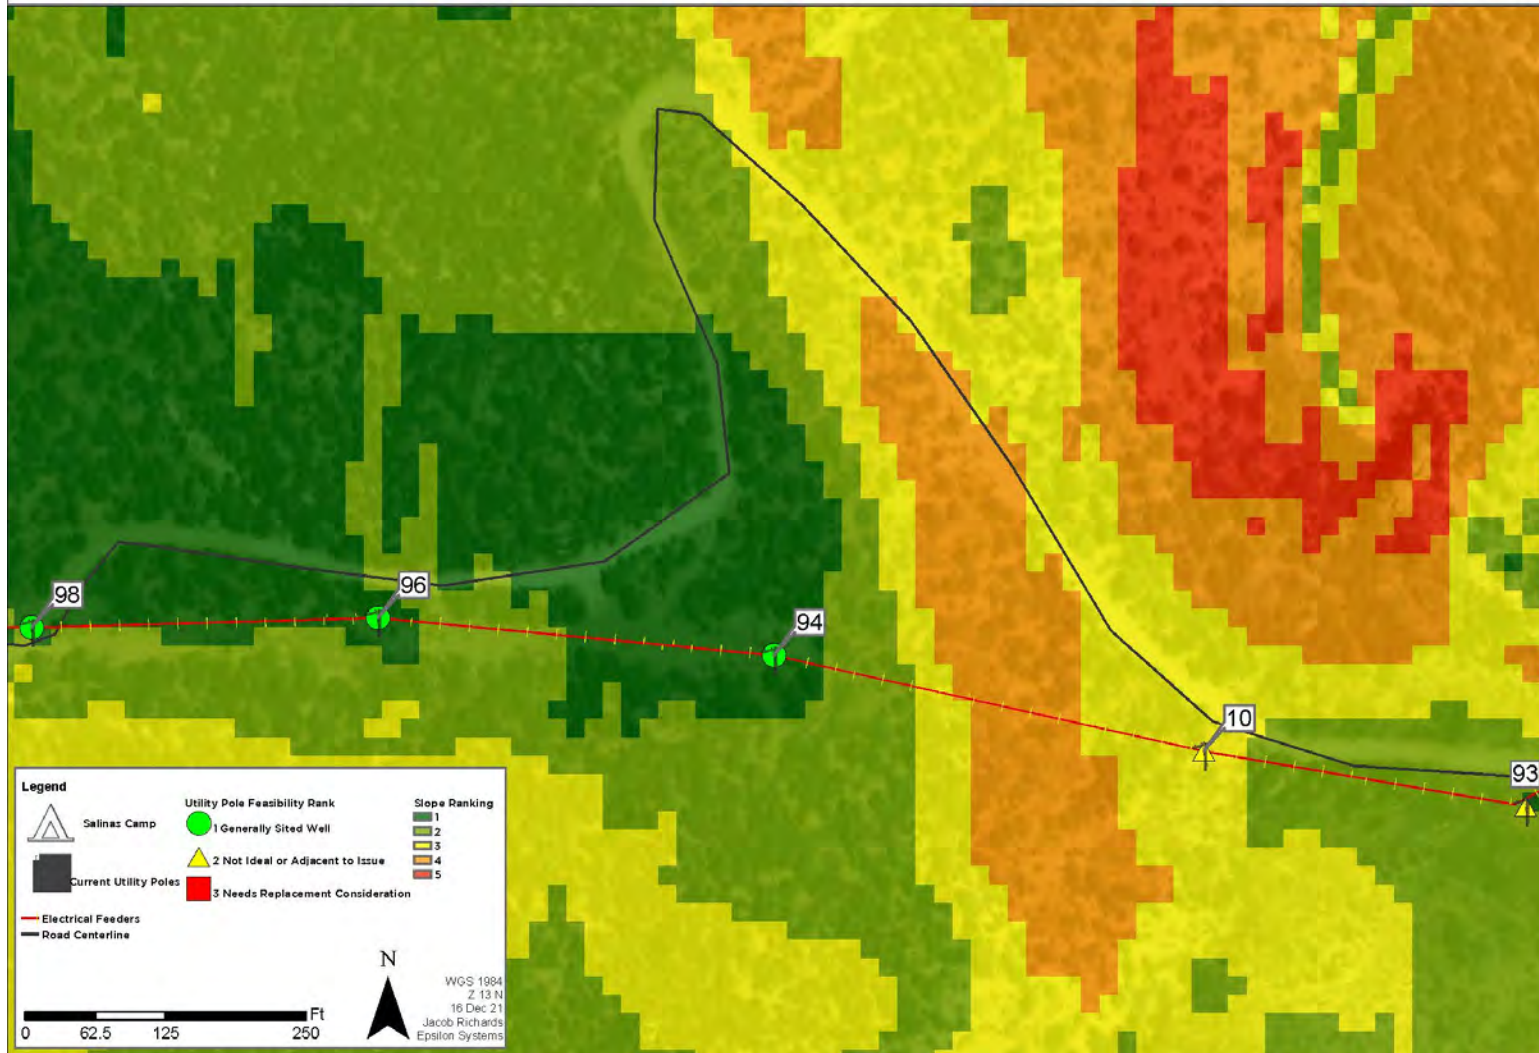 98
96
94
10
93
Legend
Salinas Camp
Current Utility Poles
Utility Pole Feasibility Rank
1 Generally Sited Well
2 Not Ideal or Adjacent to Issue
3 Needs Replacement Consideration
Slope Ranking
1
2
3
4
5
Electrical Feeders
Road Centerline
N
WGS 1984
Z 13 N
16 Dec 21
Jacob Richards
Epsilon Systems
Ft
0 62.5 125 250